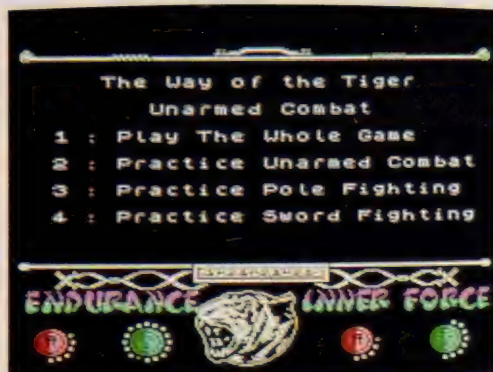 The Way of the Tiger
Unarmed Combat
1 : Play The Whole Game
2 : Practice Unarmed Combat
3 : Practice Pole Fighting
4 : Practice Sword Fighting
ENDURANCE INNER FORCE